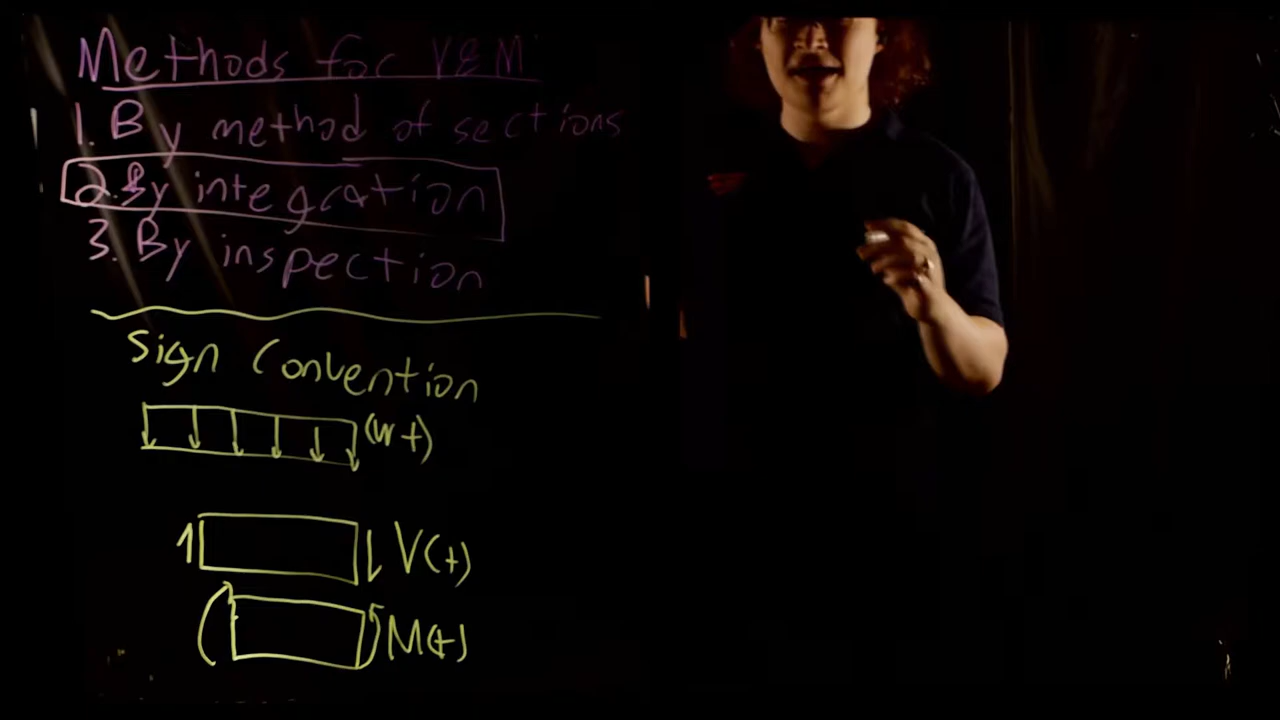 Methods for V&M
1. By method of sections
2. By integration
3. By inspection
Sign Convention
(w+)
V(+)
M(+)